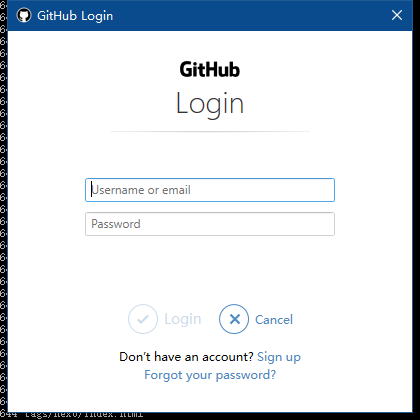 GitHub Login
GitHub
Login
Username or email
Password
Login
Cancel
Don't have an account? Sign up
Forgot your password?
644 tags/hexo/index.html